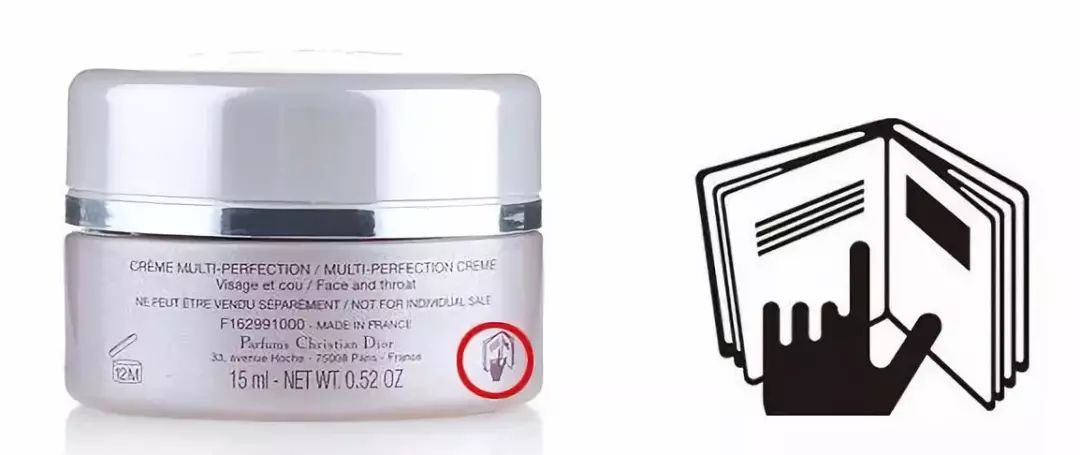 CRÈME MULTI-PERFECTION / MULTI-PERFECTION CREME
Visage et cou / Face and throat
NE PEUT ETRE VENDU SÉPARÉMENT / NOT FOR INDIVIDUAL SALE
F162991000 - MADE IN FRANCE
Parfums Christian Dior
33, avenue Hoche - 75008 Paris - France
12M
15 ml - NET WT. 0.52 OZ